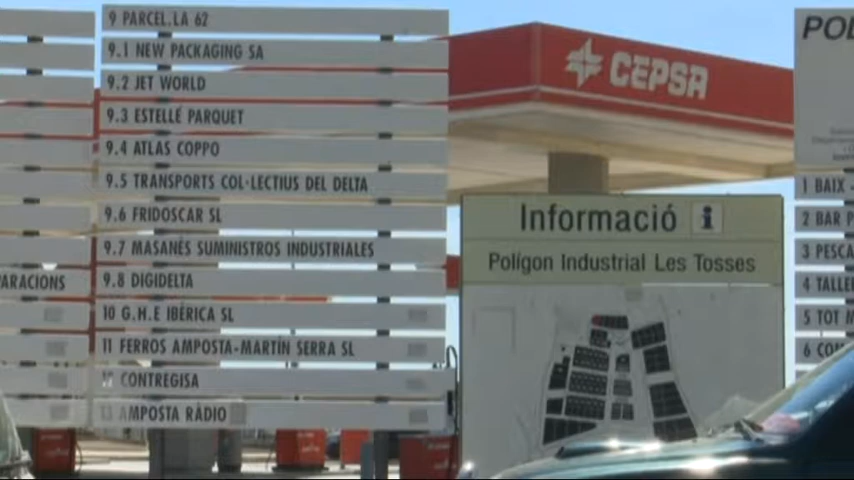 9 PARCEL.LA 62
9.1 NEW PACKAGING SA
9.2 JET WORLD
9.3 ESTELLÉ PARQUET
9.4 ATLAS COPPO
9.5 TRANSPORTS COL·LECTIUS DEL DELTA
9.6 FRIDOSCAR SL
9.7 MASANÉS SUMINISTROS INDUSTRIALES
PARACIONS
9.8 DIGIDELTA
10 G.H.E IBÉRICA SL
11 FERROS AMPOSTA-MARTÍN SERRA SL
12 CONTREGISA
13 AMPOSTA RÀDIO
CEPSA
Informació i
Polígon Industrial Les Tosses
POL
1 BAIX
2 BAR P
3 PESCA
4 TALLE
5 TOT M
6 COM